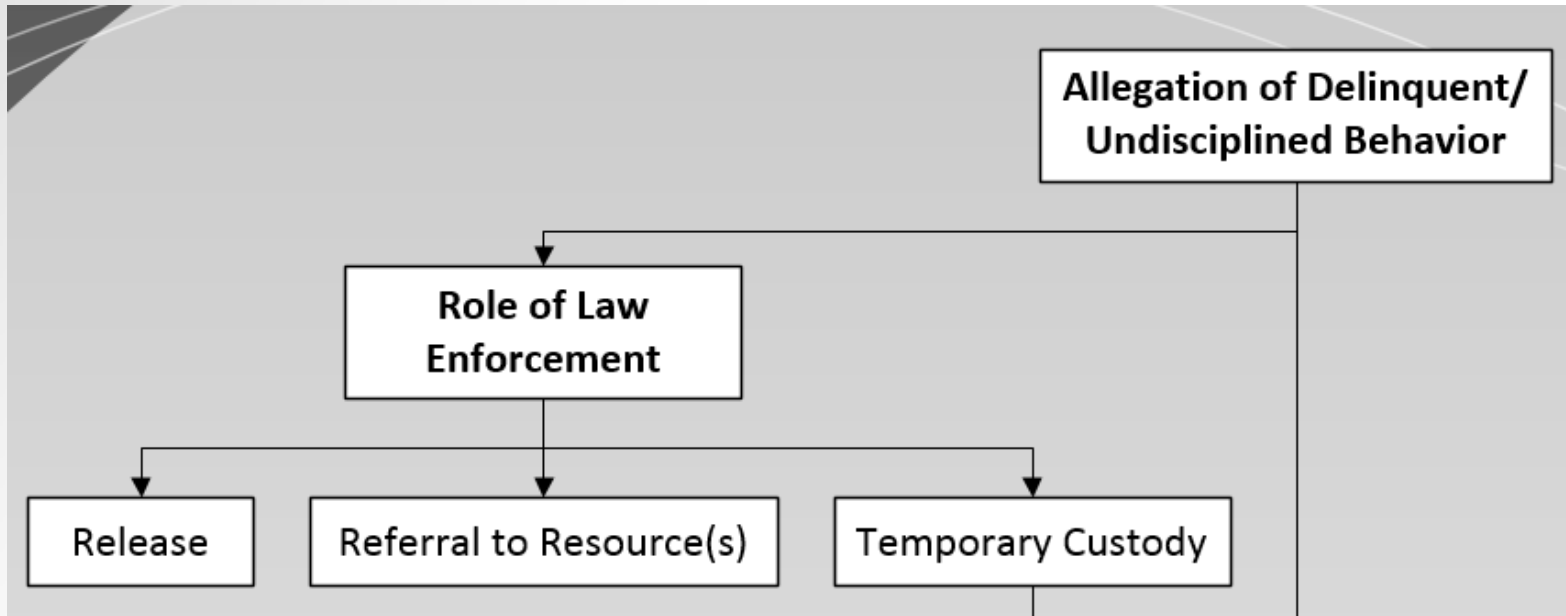 Allegation of Delinquent/
Undisciplined Behavior
Role of Law
Enforcement
Release
Referral to Resource(s)
Temporary Custody